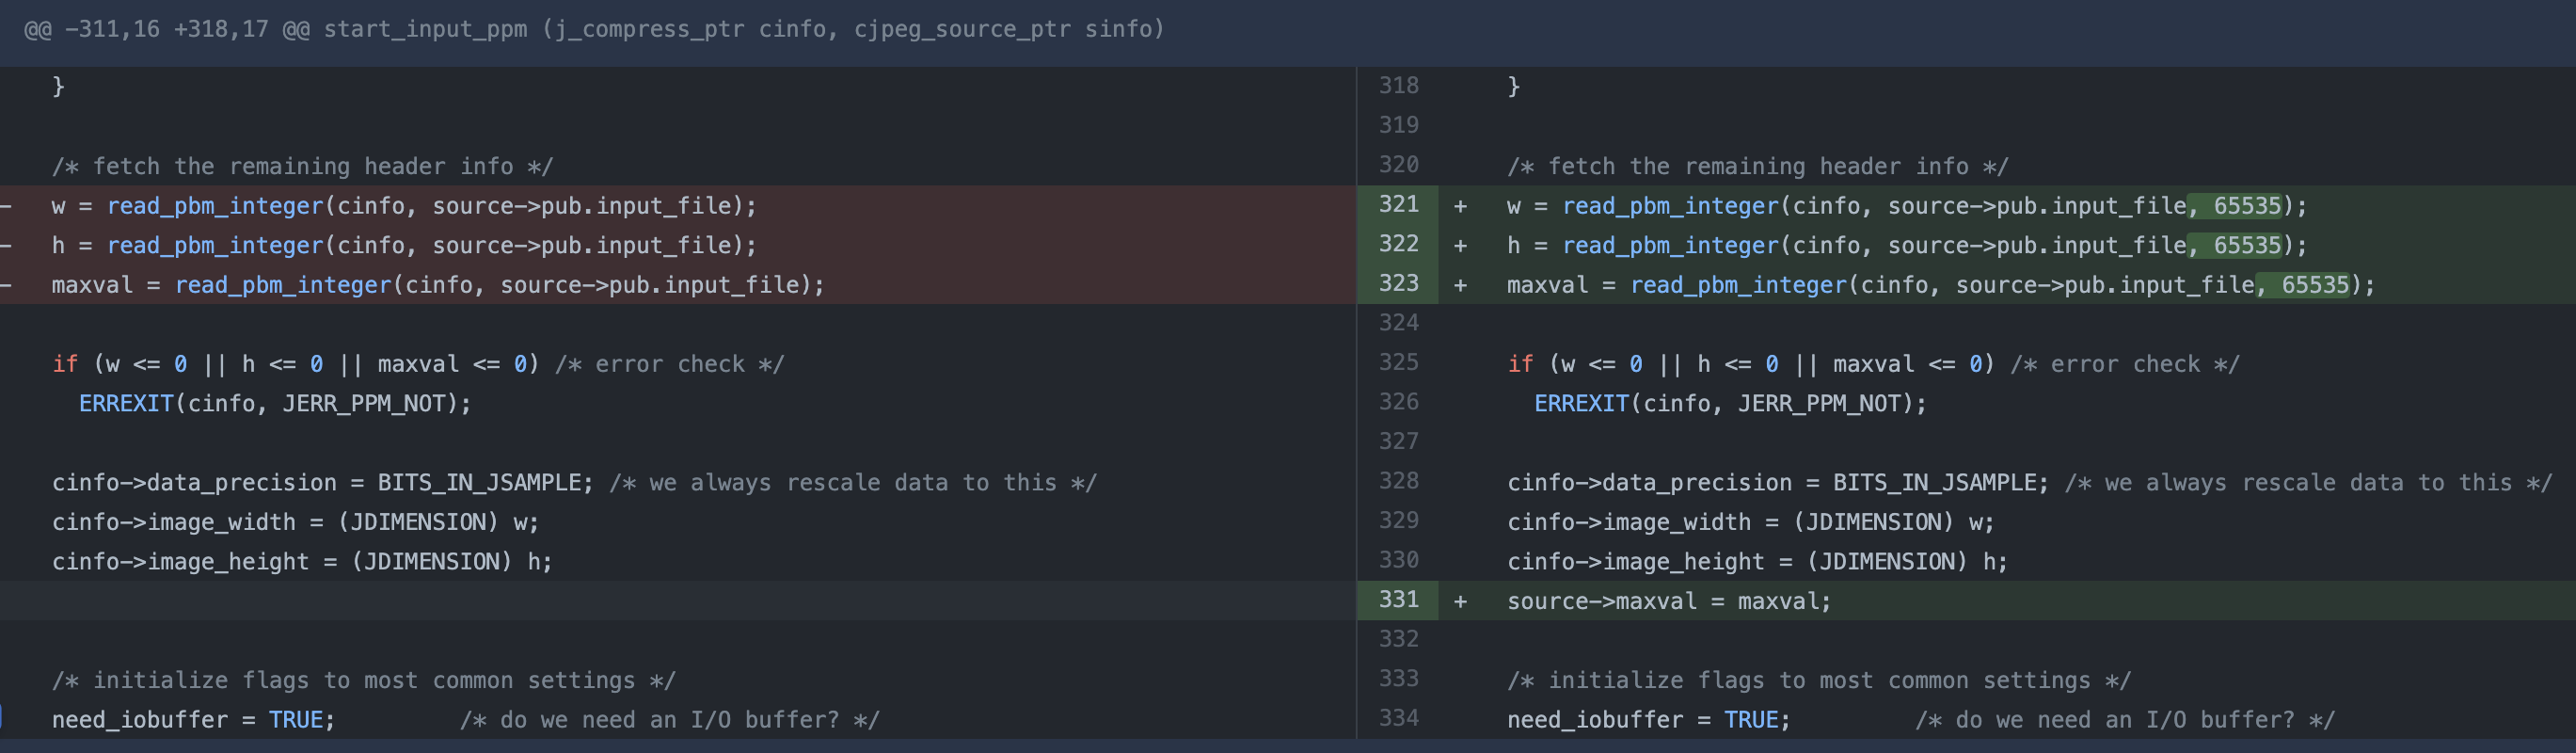 @@ -311,16 +318,17 @@ start_input_ppm (j_compress_ptr cinfo, cjpeg_source_ptr sinfo)
}
/* fetch the remaining header info */
- w = read_pbm_integer(cinfo, source->pub.input_file);
- h = read_pbm_integer(cinfo, source->pub.input_file);
- maxval = read_pbm_integer(cinfo, source->pub.input_file);
if (w <= 0 || h <= 0 || maxval <= 0) /* error check */
ERREXIT(cinfo, JERR_PPM_NOT);
cinfo->data_precision = BITS_IN_JSAMPLE; /* we always rescale data to this */
cinfo->image_width = (JDIMENSION) w;
cinfo->image_height = (JDIMENSION) h;
/* initialize flags to most common settings */
need_iobuffer = TRUE; /* do we need an I/O buffer? */
318 }
319
320 /* fetch the remaining header info */
321 + w = read_pbm_integer(cinfo, source->pub.input_file, 65535);
322 + h = read_pbm_integer(cinfo, source->pub.input_file, 65535);
323 + maxval = read_pbm_integer(cinfo, source->pub.input_file, 65535);
324
325 if (w <= 0 || h <= 0 || maxval <= 0) /* error check */
326 ERREXIT(cinfo, JERR_PPM_NOT);
327
328 cinfo->data_precision = BITS_IN_JSAMPLE; /* we always rescale data to this */
329 cinfo->image_width = (JDIMENSION) w;
330 cinfo->image_height = (JDIMENSION) h;
331 + source->maxval = maxval;
332
333 /* initialize flags to most common settings */
334 need_iobuffer = TRUE; /* do we need an I/O buffer? */